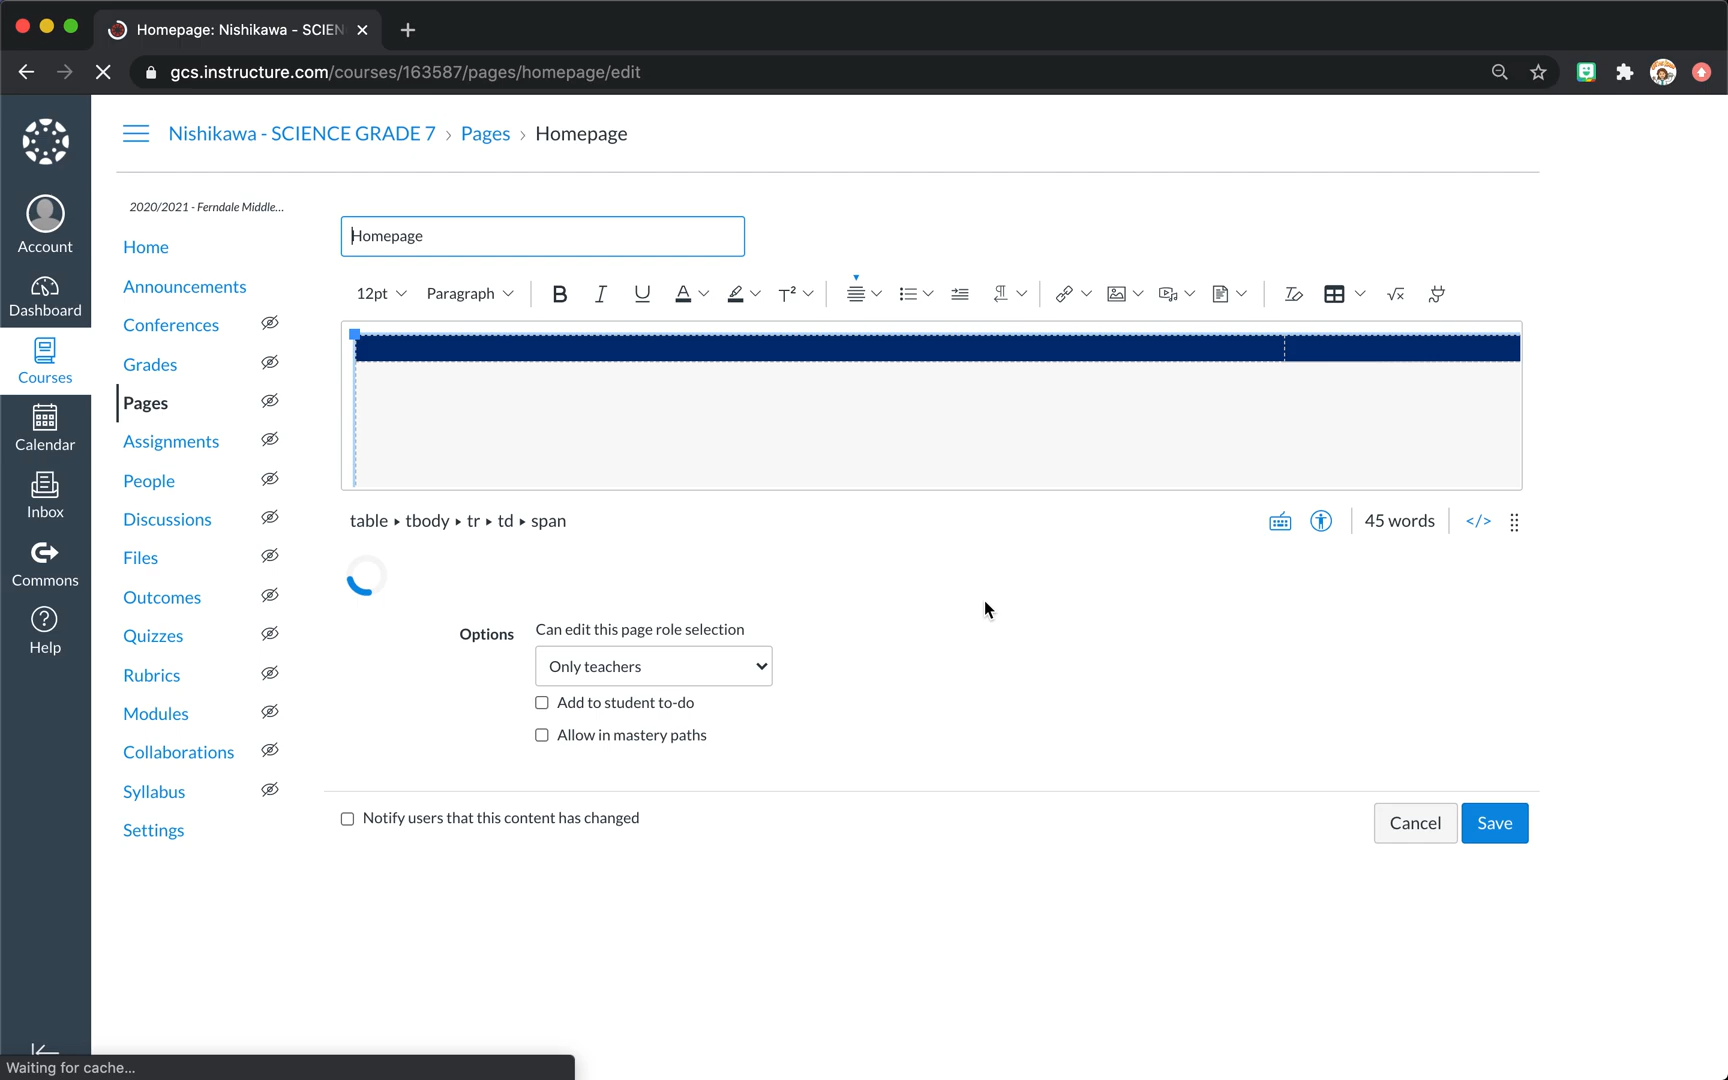 Homepage: Nishikawa - SCIEN
gcs.instructure.com/courses/163587/pages/homepage/edit
Nishikawa - SCIENCE GRADE 7 › Pages › Homepage
Account
Dashboard
Courses
Calendar
Inbox
Commons
Help
2020/2021 - Ferndale Middle...
Home
Announcements
Conferences
Grades
Pages
Assignments
People
Discussions
Files
Outcomes
Quizzes
Rubrics
Modules
Collaborations
Syllabus
Settings
Homepage
12pt Paragraph B I U A T²
table ▸ tbody ▸ tr ▸ td ▸ span
45 words </>
Options
Can edit this page role selection
Only teachers
Add to student to-do
Allow in mastery paths
Notify users that this content has changed
Cancel Save
Waiting for cache...